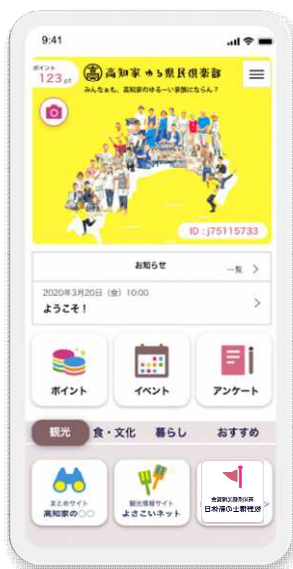 9:41
ポイント
123 pt
高 高知家 ゆる県民倶楽部
みんなぁも、高知家のゆるーい家族にならん？
ID : j75115733
お知らせ
一覧
2020年3月20日（金）10:00
ようこそ！
ポイント
イベント
アンケート
観光
食・文化
暮らし
おすすめ
まとめサイト
高知家の○○
観光情報サイト
よさこいネット